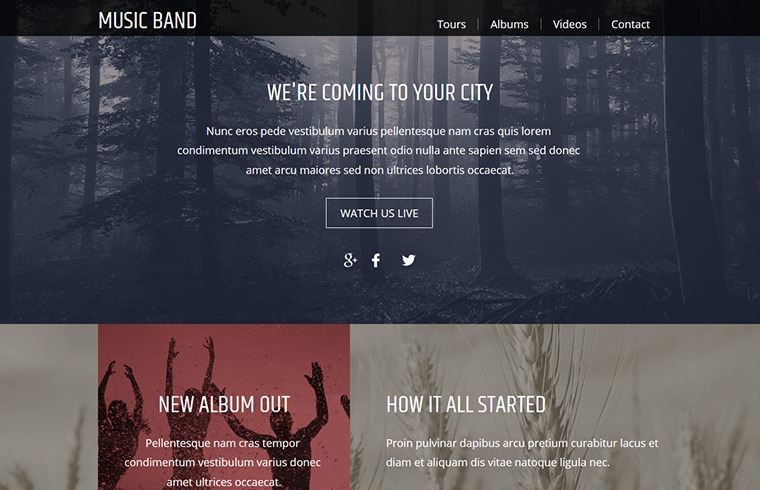 MUSIC BAND
Tours Albums Videos Contact
WE'RE COMING TO YOUR CITY
Nunc eros pede vestibulum varius pellentesque nam cras quis lorem
condimentum vestibulum varius praesent odio nulla ante sapien sem sed donec
amet arcu maiores sed non ultrices lobortis occaecat.
WATCH US LIVE
NEW ALBUM OUT
Pellentesque nam cras tempor
condimentum vestibulum varius donec
amet ultrices occaecat.
HOW IT ALL STARTED
Proin pulvinar dapibus arcu pretium curabitur lacus et
diam et aliquam dis vitae natoque ligula nec.